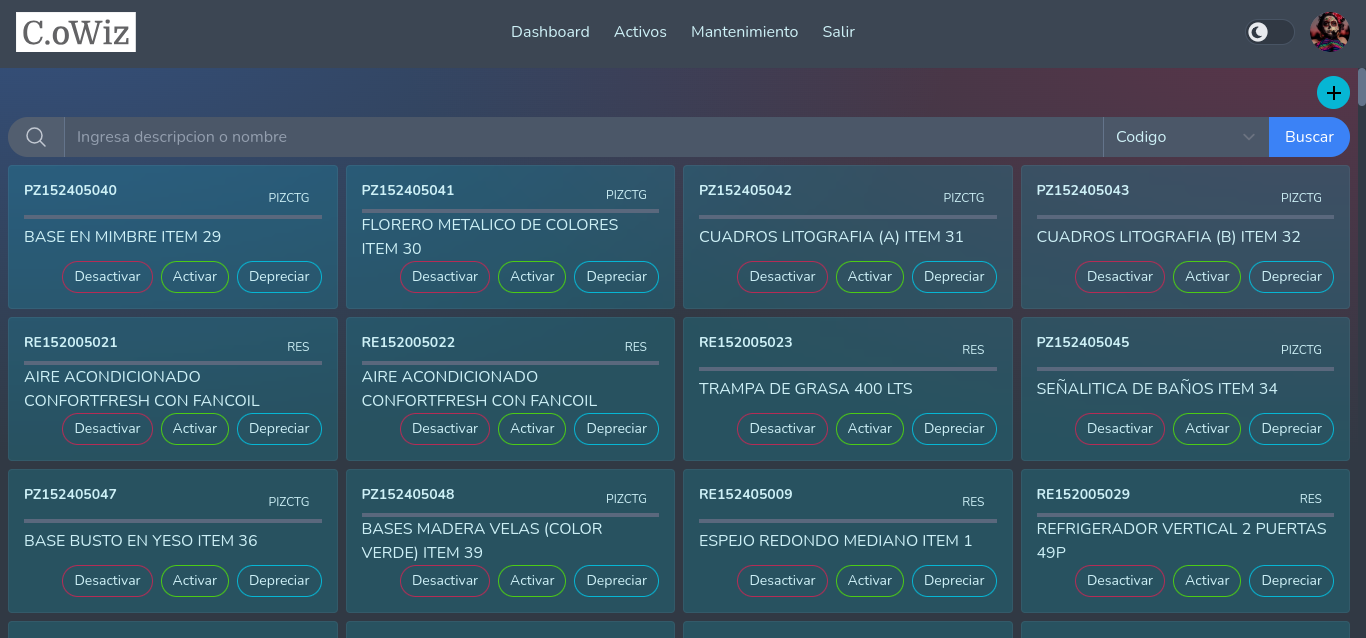 C.oWiz
Dashboard Activos Mantenimiento Salir
Ingresa descripcion o nombre Codigo Buscar
PZ152405040 PIZCTG
BASE EN MIMBRE ITEM 29
Desactivar Activar Depreciar
PZ152405041 PIZCTG
FLORERO METALICO DE COLORES
ITEM 30
Desactivar Activar Depreciar
PZ152405042 PIZCTG
CUADROS LITOGRAFIA (A) ITEM 31
Desactivar Activar Depreciar
PZ152405043 PIZCTG
CUADROS LITOGRAFIA (B) ITEM 32
Desactivar Activar Depreciar
RE152005021 RES
AIRE ACONDICIONADO
CONFORTFRESH CON FANCOIL
Desactivar Activar Depreciar
RE152005022 RES
AIRE ACONDICIONADO
CONFORTFRESH CON FANCOIL
Desactivar Activar Depreciar
RE152005023 RES
TRAMPA DE GRASA 400 LTS
Desactivar Activar Depreciar
PZ152405045 PIZCTG
SEÑALITICA DE BAÑOS ITEM 34
Desactivar Activar Depreciar
PZ152405047 PIZCTG
BASE BUSTO EN YESO ITEM 36
Desactivar Activar Depreciar
PZ152405048 PIZCTG
BASES MADERA VELAS (COLOR
VERDE) ITEM 39
Desactivar Activar Depreciar
RE152405009 RES
ESPEJO REDONDO MEDIANO ITEM 1
Desactivar Activar Depreciar
RE152005029 RES
REFRIGERADOR VERTICAL 2 PUERTAS
49P
Desactivar Activar Depreciar